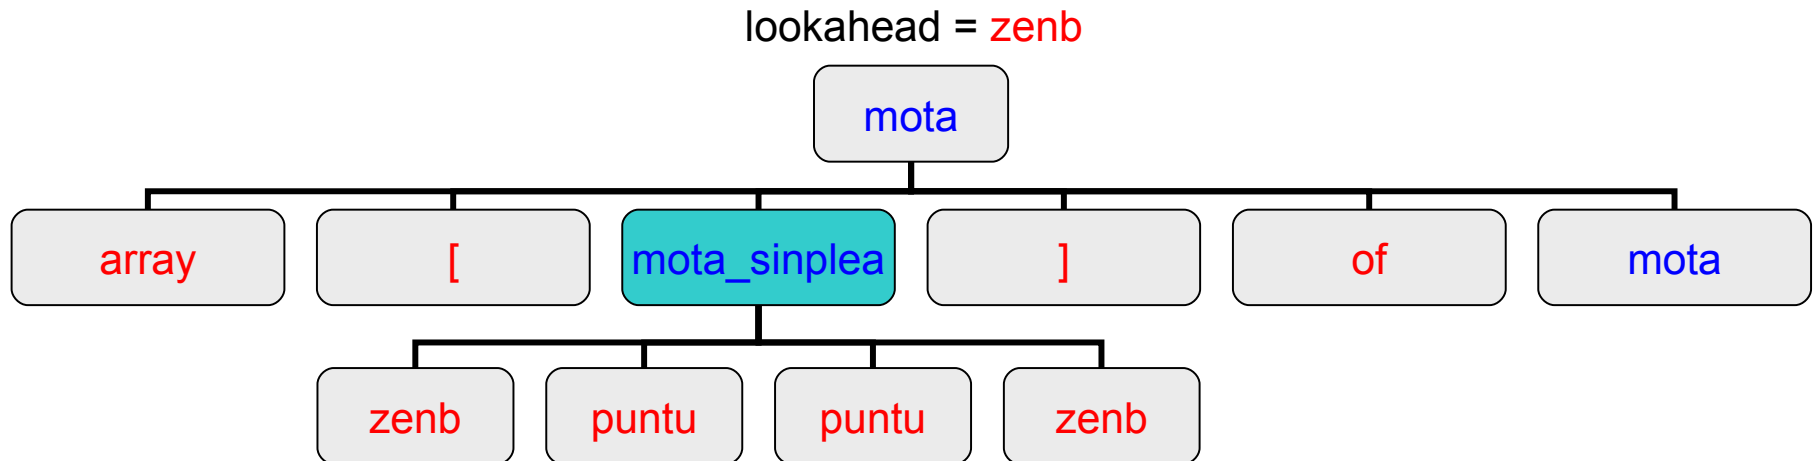 lookahead = zenb
mota
array [ mota_sinplea ] of mota
zenb puntu puntu zenb